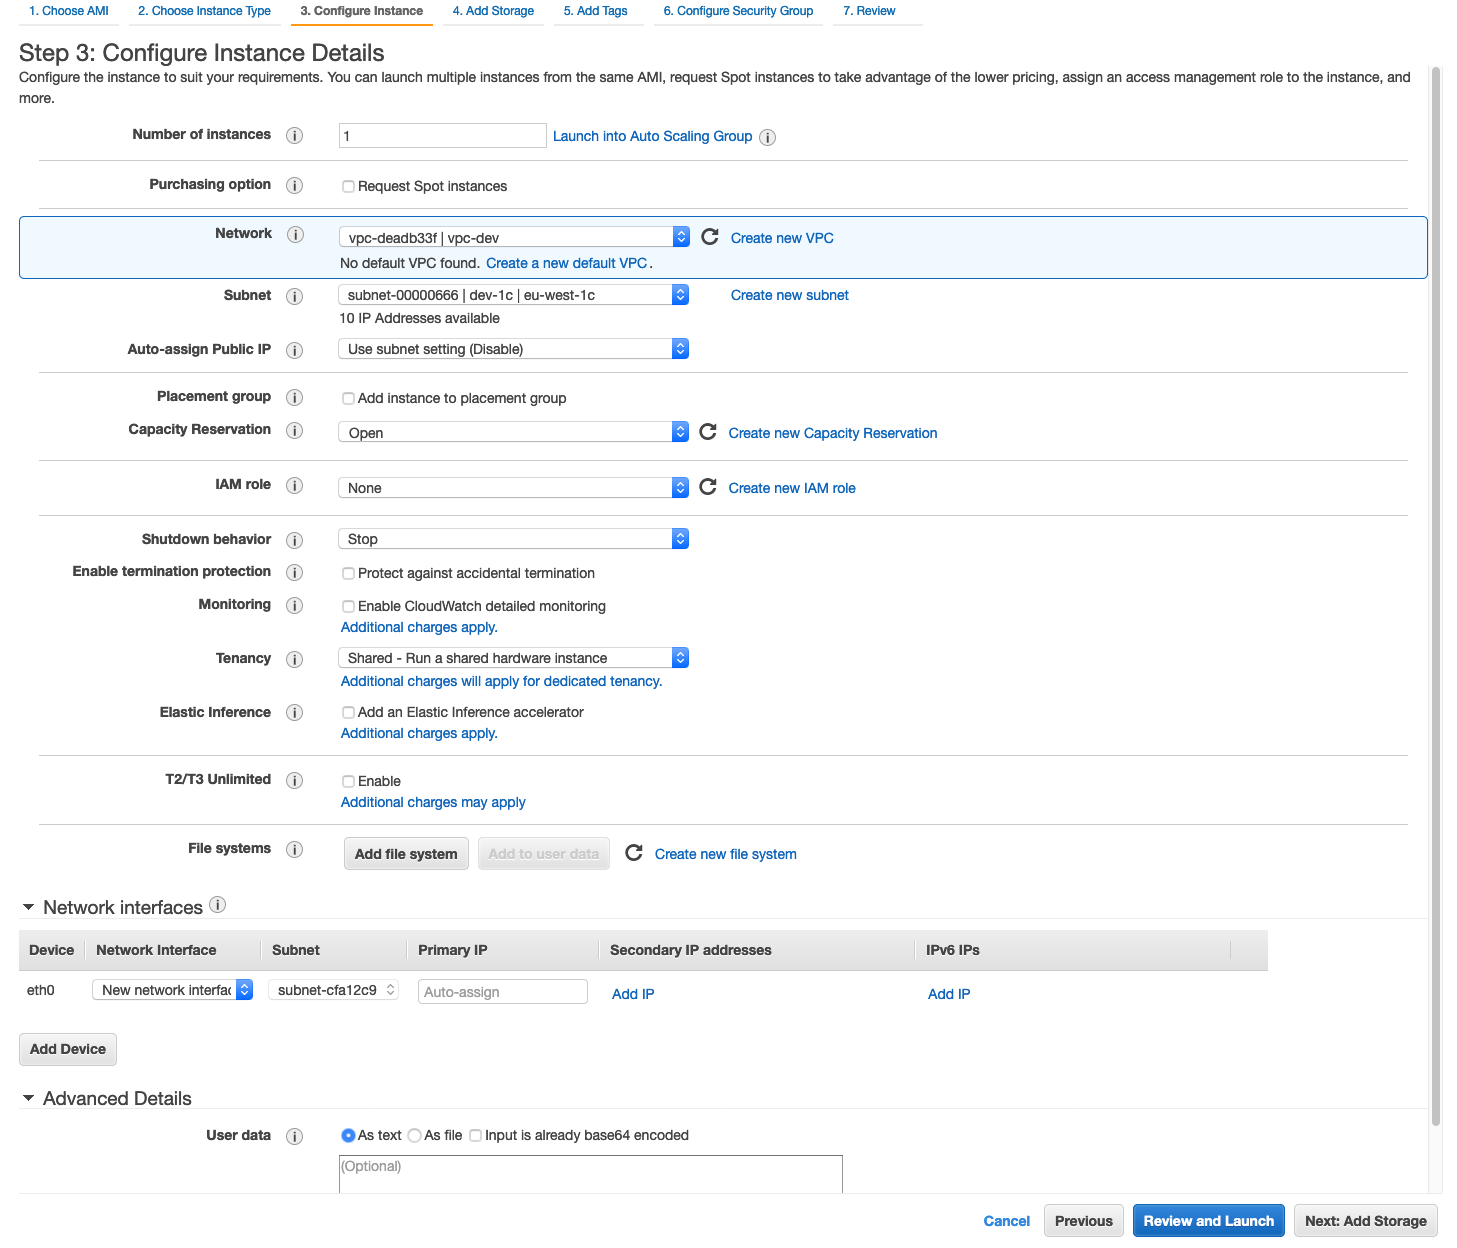 1. Choose AMI 2. Choose Instance Type 3. Configure Instance 4. Add Storage 5. Add Tags 6. Configure Security Group 7. Review
Step 3: Configure Instance Details
Configure the instance to suit your requirements. You can launch multiple instances from the same AMI, request Spot instances to take advantage of the lower pricing, assign an access management role to the instance, and
more.
Number of instances i 1 Launch into Auto Scaling Group i
Purchasing option i Request Spot instances
Network i vpc-deadb33f | vpc-dev Create new VPC
No default VPC found. Create a new default VPC.
Subnet i subnet-00000666 | dev-1c | eu-west-1c Create new subnet
10 IP Addresses available
Auto-assign Public IP i Use subnet setting (Disable)
Placement group i Add instance to placement group
Capacity Reservation i Open Create new Capacity Reservation
IAM role i None Create new IAM role
Shutdown behavior i Stop
Enable termination protection i Protect against accidental termination
Monitoring i Enable CloudWatch detailed monitoring
Additional charges apply.
Tenancy i Shared - Run a shared hardware instance
Additional charges will apply for dedicated tenancy.
Elastic Inference i Add an Elastic Inference accelerator
Additional charges apply.
T2/T3 Unlimited i Enable
Additional charges may apply
File systems i Add file system Add to user data Create new file system
Network interfaces i
Device Network Interface Subnet Primary IP Secondary IP addresses IPv6 IPs
eth0 New network interfac subnet-cfa12c9 Auto-assign Add IP Add IP
Add Device
Advanced Details
User data i As text As file Input is already base64 encoded
(Optional)
Cancel Previous Review and Launch Next: Add Storage